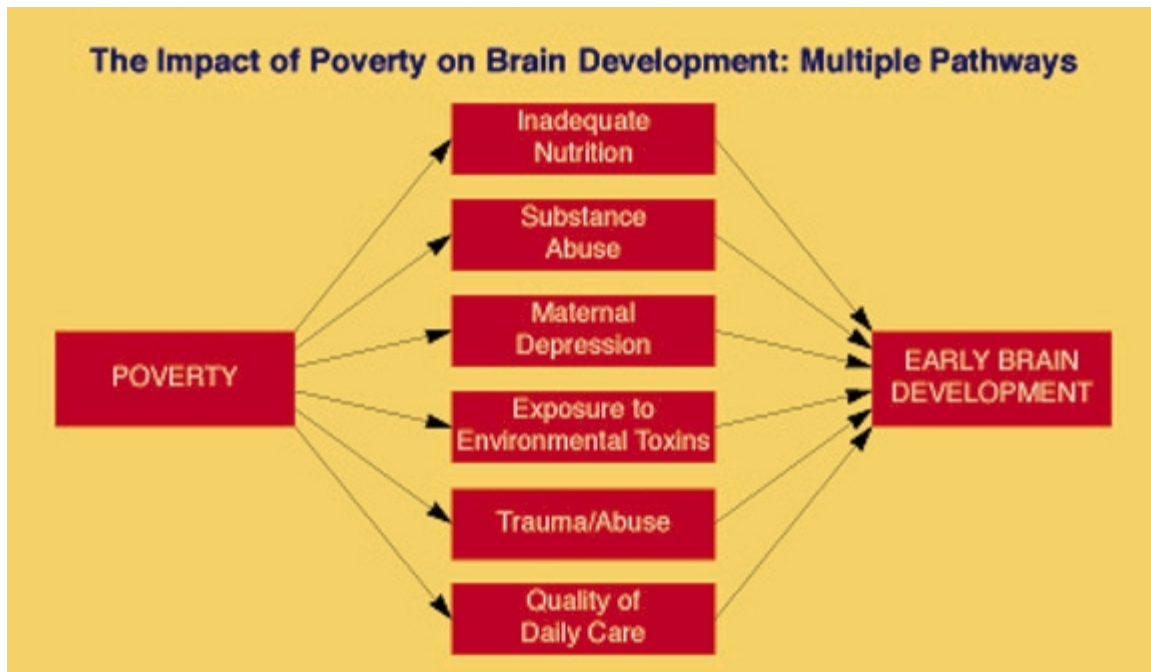 The Impact of Poverty on Brain Development: Multiple Pathways
Inadequate
Nutrition
Substance
Abuse
Maternal
Depression
POVERTY
EARLY BRAIN
DEVELOPMENT
Exposure to
Environmental Toxins
Trauma/Abuse
Quality of
Daily Care